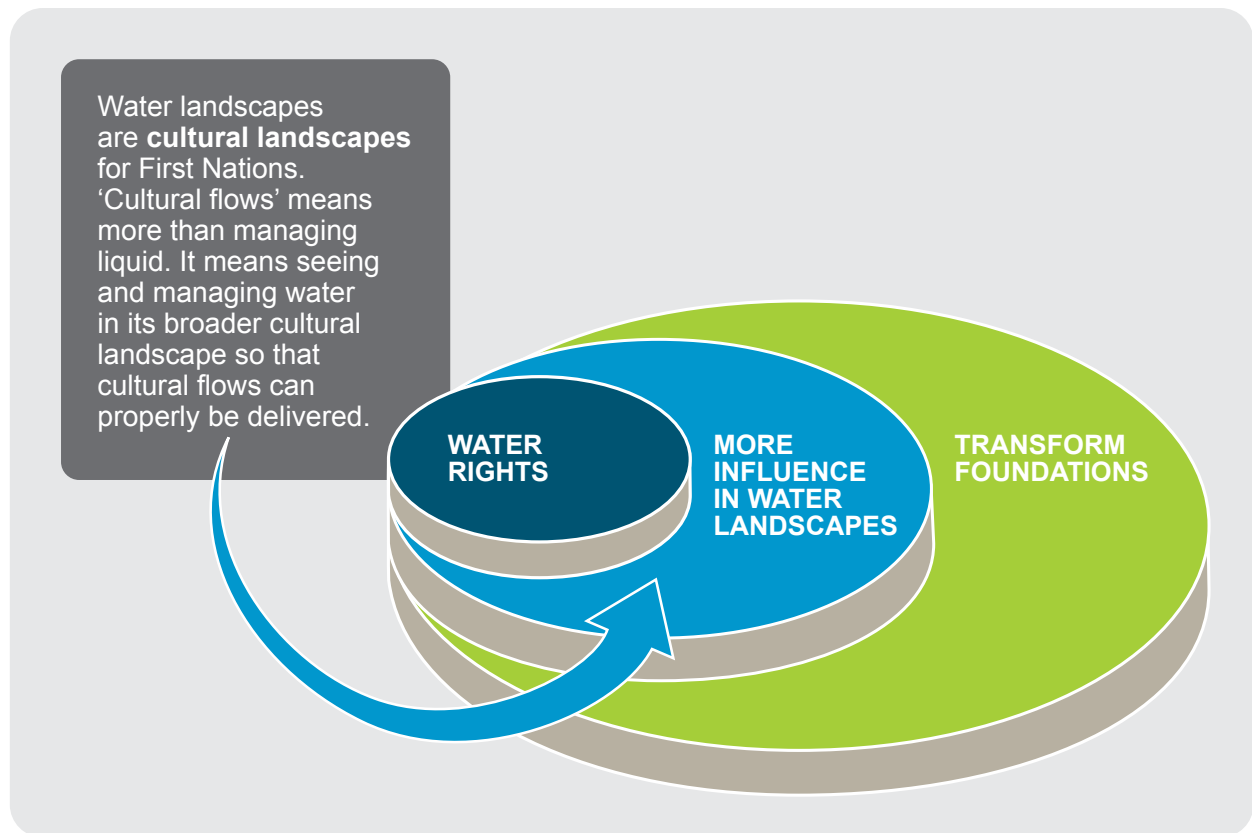 Water landscapes
are cultural landscapes
for First Nations.
‘Cultural flows’ means
more than managing
liquid. It means seeing
and managing water
in its broader cultural
landscape so that
cultural flows can
properly be delivered.
WATER
RIGHTS
MORE
INFLUENCE
IN WATER
LANDSCAPES
TRANSFORM
FOUNDATIONS